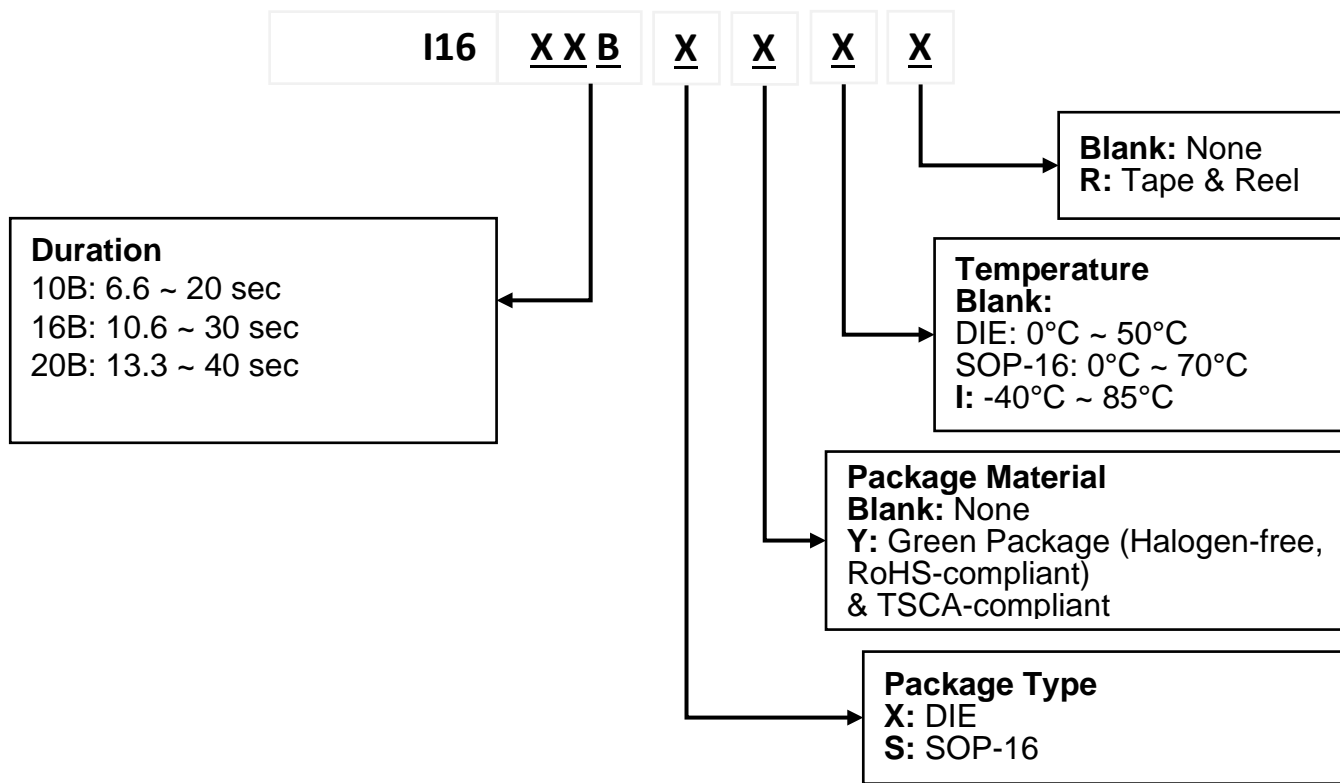 I16 X X B X X X X
Blank: None
R: Tape & Reel
Duration
10B: 6.6 ~ 20 sec
16B: 10.6 ~ 30 sec
20B: 13.3 ~ 40 sec
Temperature
Blank:
DIE: 0°C ~ 50°C
SOP-16: 0°C ~ 70°C
I: -40°C ~ 85°C
Package Material
Blank: None
Y: Green Package (Halogen-free,
RoHS-compliant)
& TSCA-compliant
Package Type
X: DIE
S: SOP-16